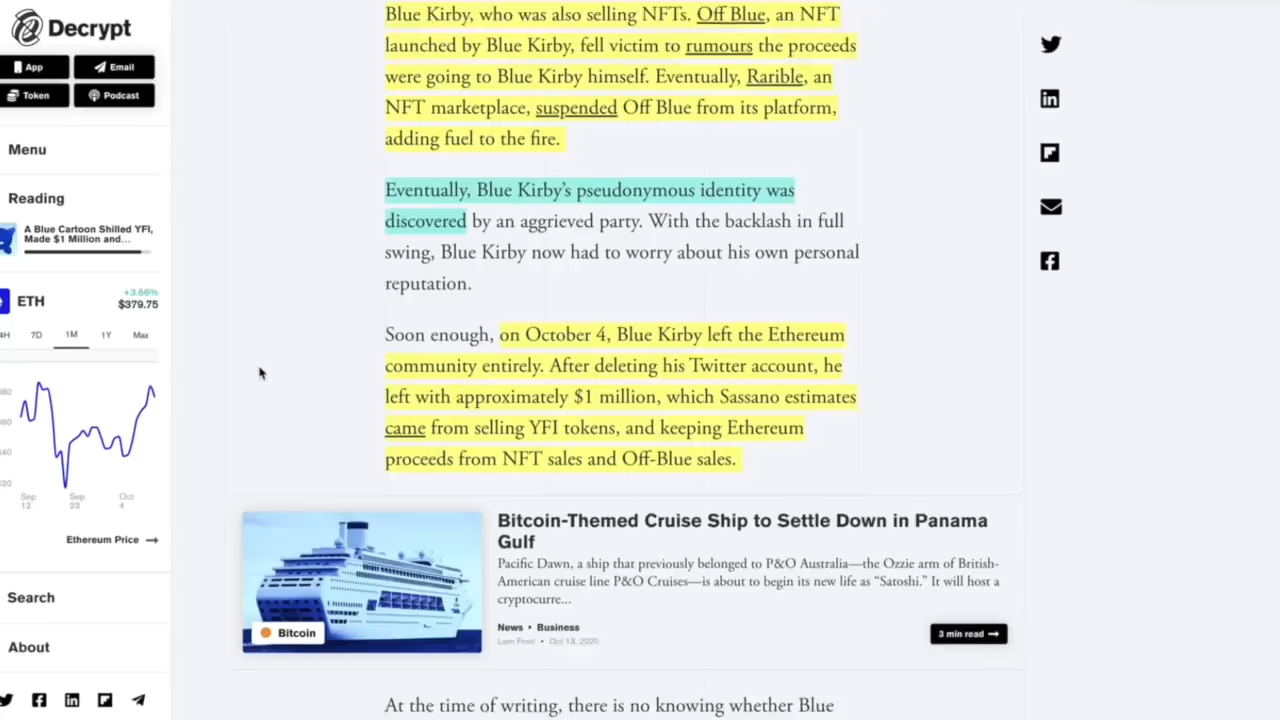 Decrypt
App
Email
Token
Podcast
Menu
Reading
A Blue Cartoon Shilled YFI,
Made $1 Million and...
ETH
+3.66%
$379.75
7D
1M
1Y
Max
Sep
12
Sep
23
Oct
4
Ethereum Price
Search
About
Blue Kirby, who was also selling NFTs. Off Blue, an NFT
launched by Blue Kirby, fell victim to rumours the proceeds
were going to Blue Kirby himself. Eventually, Rarible, an
NFT marketplace, suspended Off Blue from its platform,
adding fuel to the fire.
Eventually, Blue Kirby's pseudonymous identity was
discovered by an aggrieved party. With the backlash in full
swing, Blue Kirby now had to worry about his own personal
reputation.
Soon enough, on October 4, Blue Kirby left the Ethereum
community entirely. After deleting his Twitter account, he
left with approximately $1 million, which Sassano estimates
came from selling YFI tokens, and keeping Ethereum
proceeds from NFT sales and Off-Blue sales.
Bitcoin
Bitcoin-Themed Cruise Ship to Settle Down in Panama
Gulf
Pacific Dawn, a ship that previously belonged to P&O Australia—the Ozzie arm of British-
American cruise line P&O Cruises—is about to begin its new life as “Satoshi.” It will host a
cryptocurre...
News • Business
Liam Frost • Oct 18, 2020
3 min read
At the time of writing, there is no knowing whether Blue